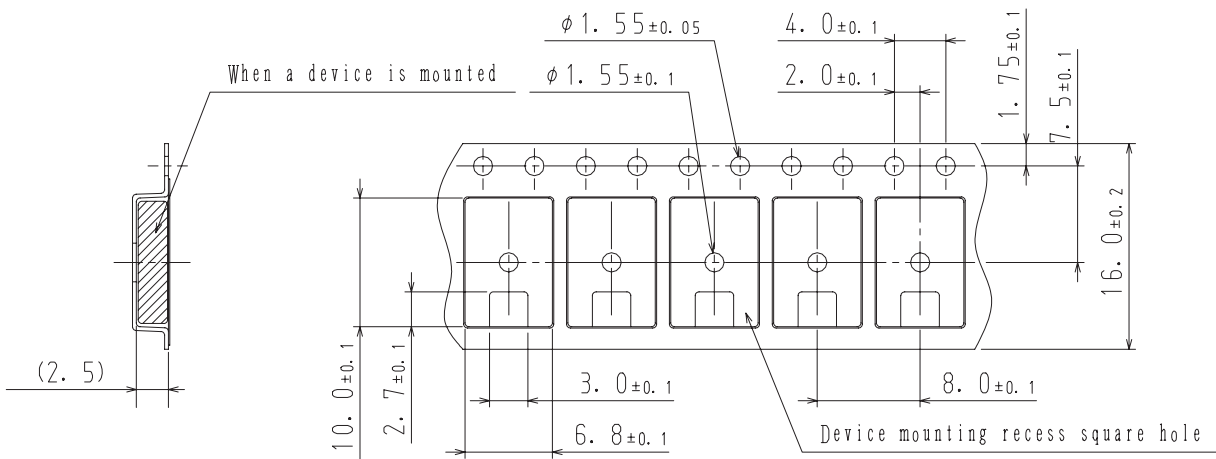 φ1.55±0.05
4.0±0.1
When a device is mounted
φ1.55±0.1
2.0±0.1
1.75±0.1
7.5±0.1
16.0±0.2
(2.5)
10.0±0.1
2.7±0.1
3.0±0.1
8.0±0.1
6.8±0.1
Device mounting recess square hole